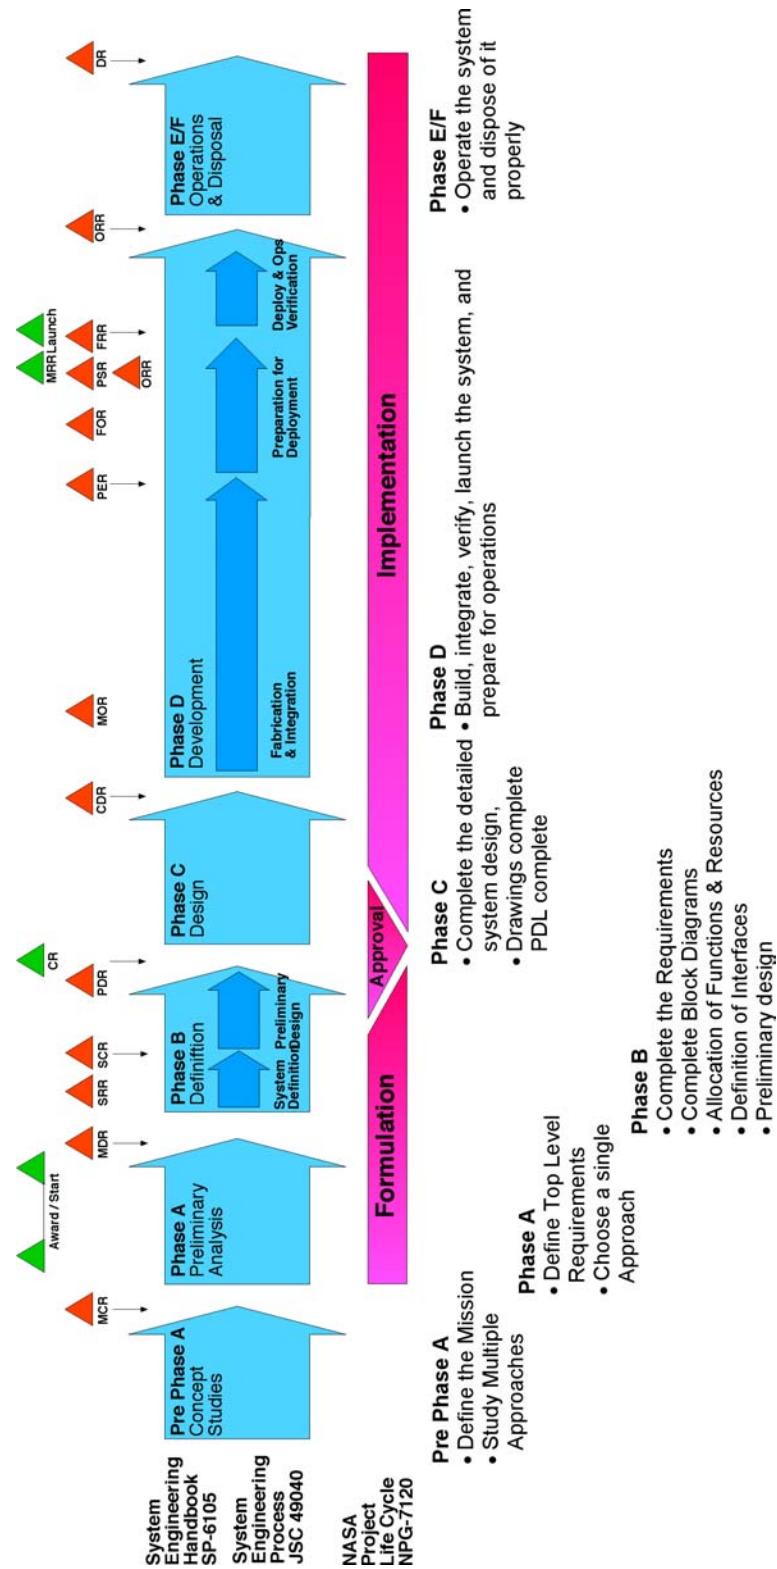 Award / Start
CR
MRR
Launch
MCR
MDR
SRR
SCR
PDR
CDR
MOR
PER
FOR
PSR
FRR
ORR
DR
ORR
System
Engineering
Handbook
SP-6105
System
Engineering
Process
JSC 49040
Pre Phase A
Concept
Studies
Phase A
Preliminary
Analysis
Phase B
Definiftion
System
Definition
Preliminary
Design
Phase C
Design
Phase D
Development
Fabrication
& Integration
Preparation for
Deployment
Deploy & Ops
Verification
Phase E/F
Operations
& Disposal
NASA
Project
Life Cycle
NPG-7120
Formulation
Approval
Implementation
Pre Phase A
• Define the Mission
• Study Multiple
Approaches
Phase A
• Define Top Level
Requirements
• Choose a single
Approach
Phase B
• Complete the Requirements
• Complete Block Diagrams
• Allocation of Functions & Resources
• Definition of Interfaces
• Preliminary design
Phase C
• Complete the detailed
system design,
• Drawings complete
PDL complete
Phase D
• Build, integrate, verify, launch the system, and
prepare for operations
Phase E/F
• Operate the system
and dispose of it
properly